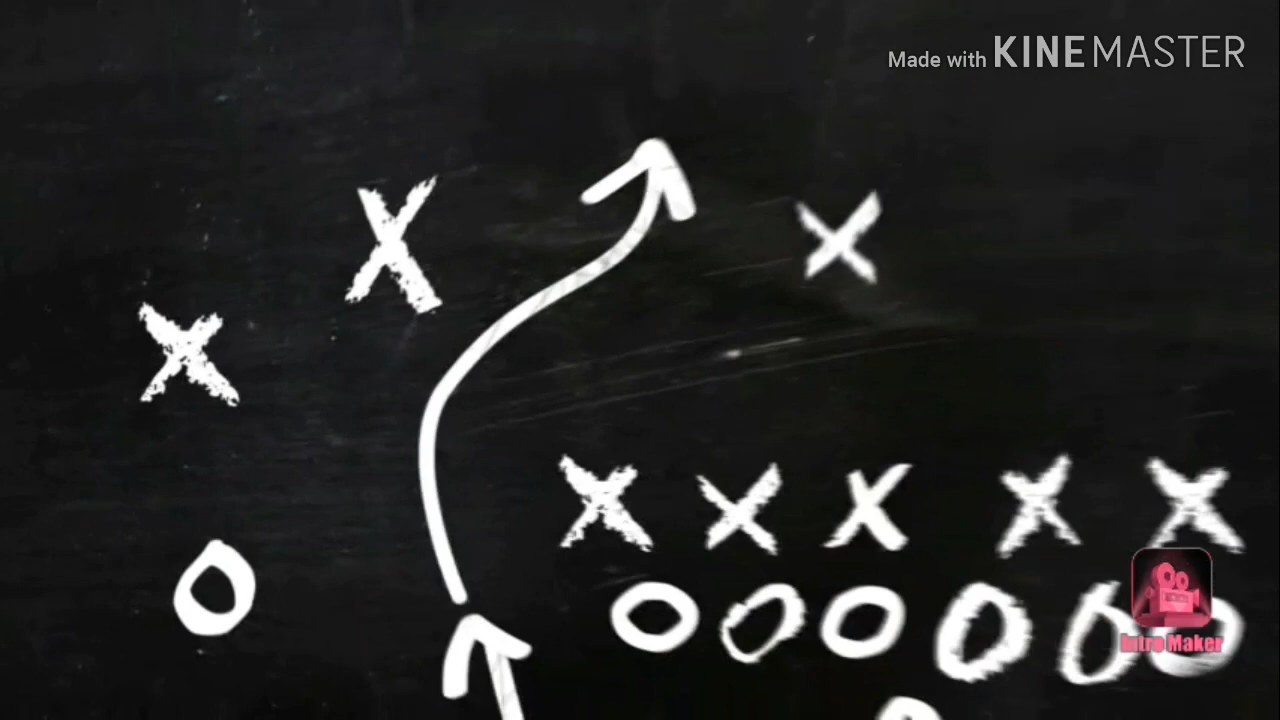 Made with KINEMASTER
X
X X
X X X X X
O O O O O O O
Intro Maker